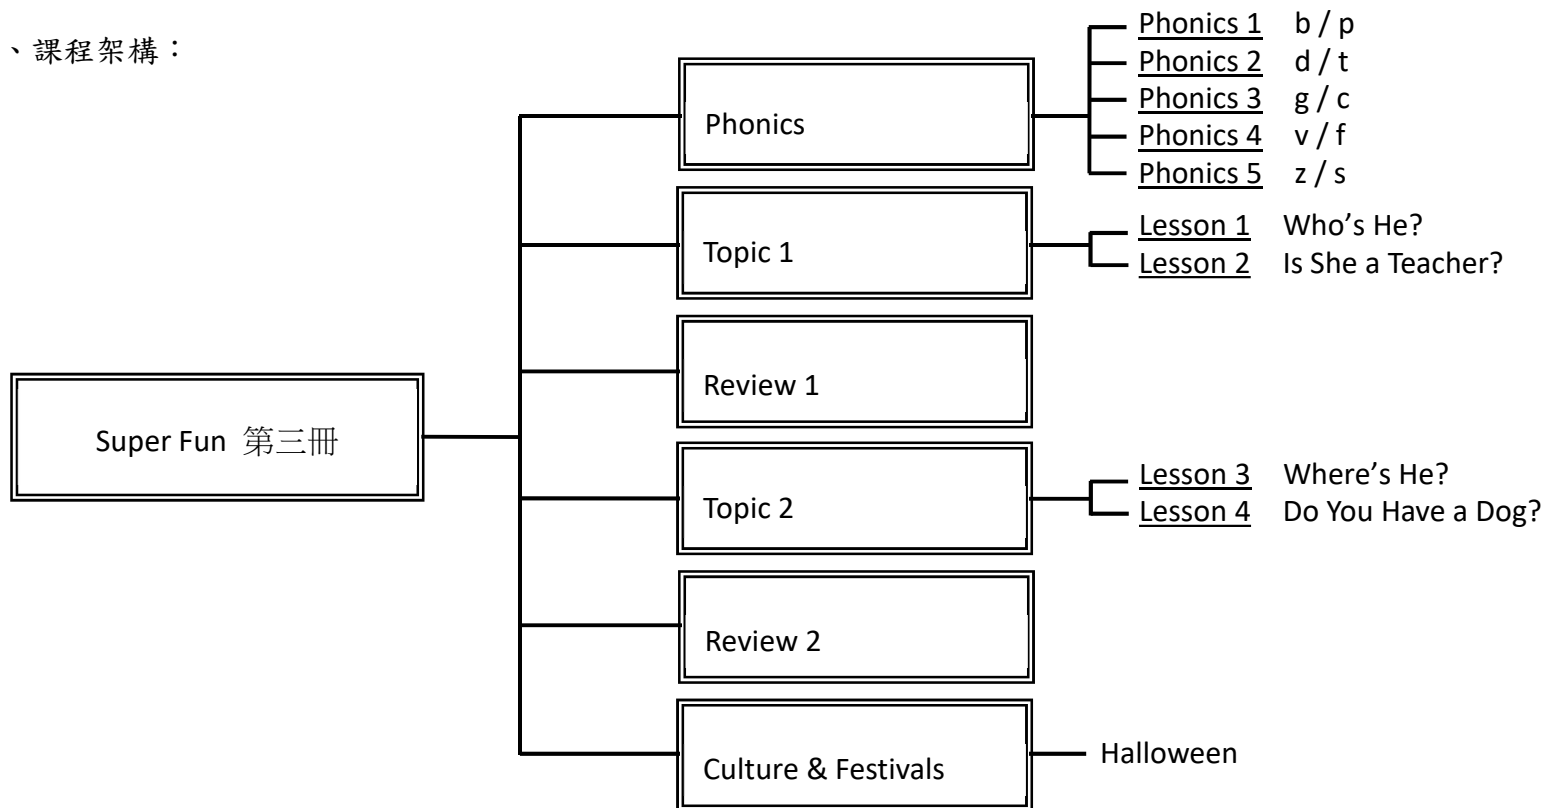 、課程架構：
Super Fun 第三冊
Phonics
Phonics 1 b / p
Phonics 2 d / t
Phonics 3 g / c
Phonics 4 v / f
Phonics 5 z / s
Topic 1
Lesson 1 Who’s He?
Lesson 2 Is She a Teacher?
Review 1
Topic 2
Lesson 3 Where’s He?
Lesson 4 Do You Have a Dog?
Review 2
Culture & Festivals
Halloween